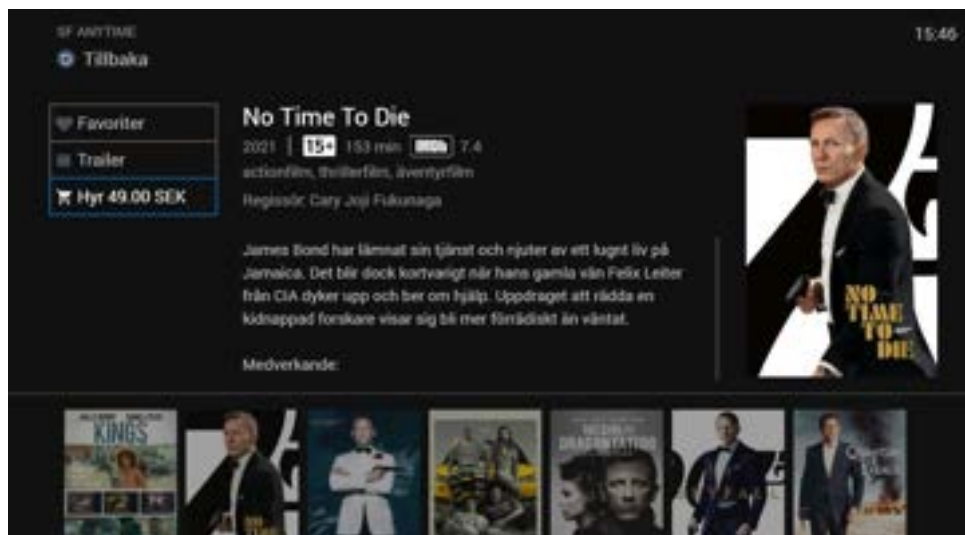 SF ANYTIME
15:46
Tillbaka
Favoriter
Trailer
Hyr 49.00 SEK
No Time To Die
2021 | 15+ 153 min IMDb 7.4
actionfilm, thrillerfilm, äventyrfilm
Regissör: Cary Joji Fukunaga
James Bond har lämnat sin tjänst och njuter av ett lugnt liv på
Jamaica. Det blir dock kortvarigt när hans gamla vän Felix Leiter
från CIA dyker upp och ber om hjälp. Uppdraget att rädda en
kidnappad forskare visar sig bli mer förrädiskt än väntat.
Medverkande:
NO
TIME
TO
DIE
KINGS
NO
DRAGON TATTOO